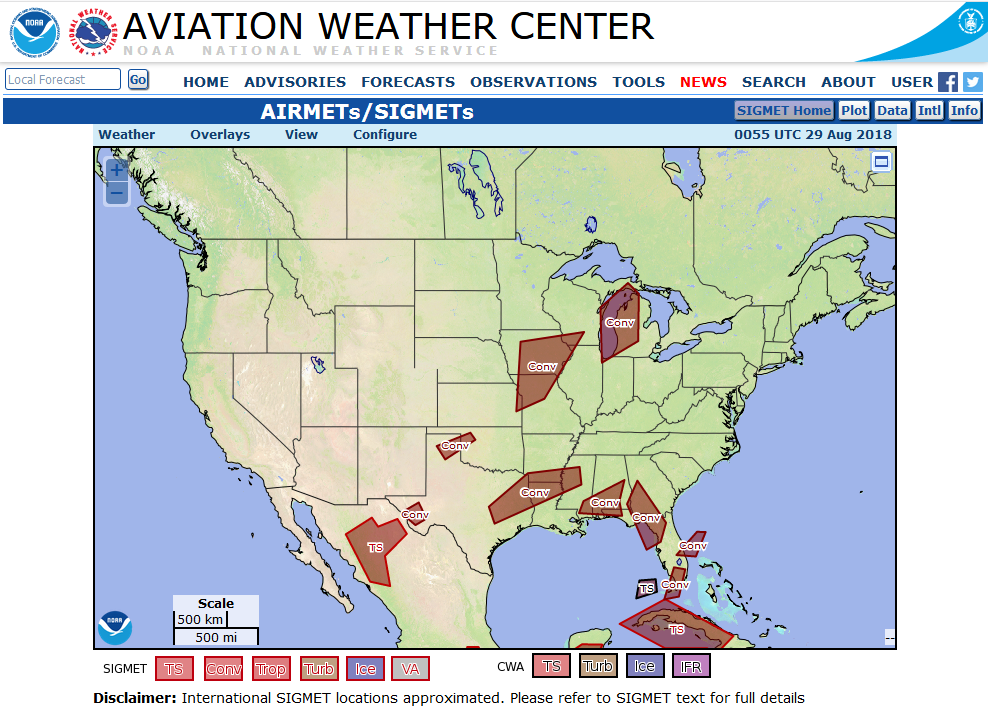 AVIATION WEATHER CENTER
NOAA NATIONAL WEATHER SERVICE
Local Forecast Go HOME ADVISORIES FORECASTS OBSERVATIONS TOOLS NEWS SEARCH ABOUT USER
AIRMETs/SIGMETs SIGMET Home Plot Data Intl Info
Weather Overlays View Configure 0055 UTC 29 Aug 2018
+
−
Conv
Conv
Conv
Conv
Conv
Conv
Conv
TS
Conv
TS
Conv
TS
Scale
500 km
500 mi
NOAA
--
SIGMET TS Conv Trop Turb Ice VA CWA TS Turb Ice IFR
Disclaimer: International SIGMET locations approximated. Please refer to SIGMET text for full details